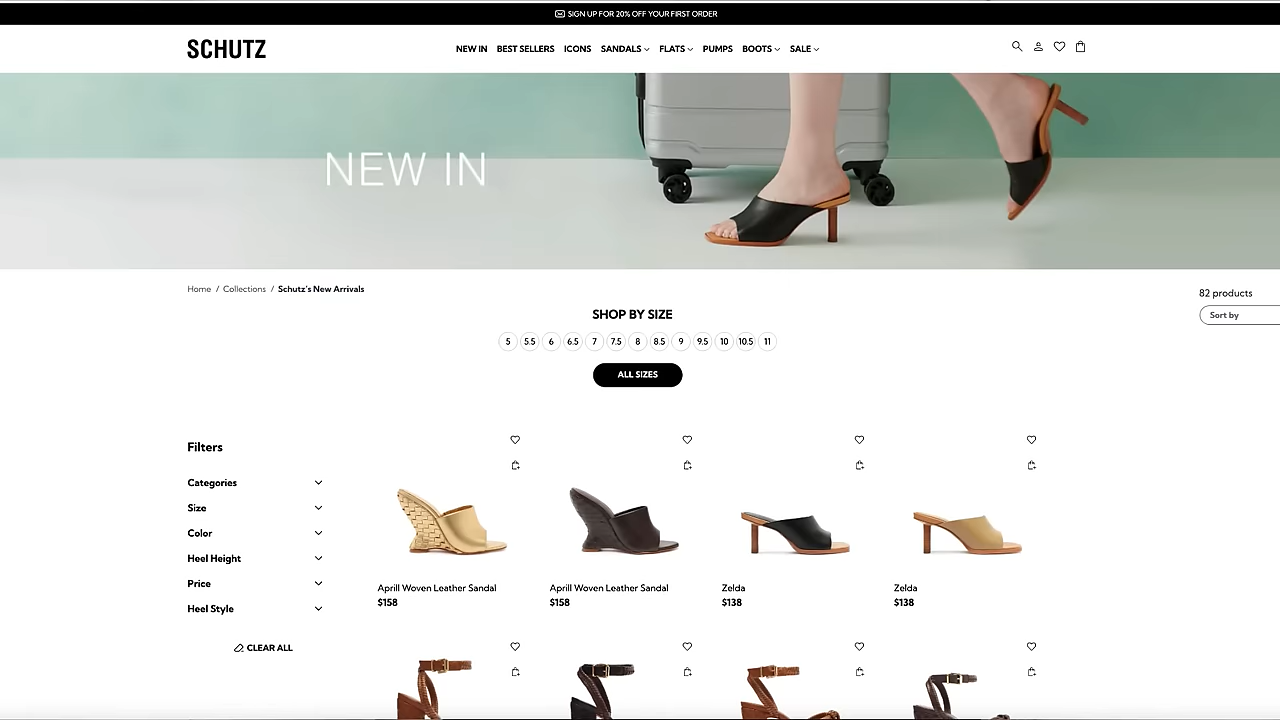 SIGN UP FOR 20% OFF YOUR FIRST ORDER
SCHUTZ
NEW IN BEST SELLERS ICONS SANDALS FLATS PUMPS BOOTS SALE
NEW IN
Home / Collections / Schutz's New Arrivals
82 products
Sort by
SHOP BY SIZE
5 5.5 6 6.5 7 7.5 8 8.5 9 9.5 10 10.5 11
ALL SIZES
Filters
Categories
Size
Color
Heel Height
Price
Heel Style
CLEAR ALL
Aprill Woven Leather Sandal
$158
Aprill Woven Leather Sandal
$158
Zelda
$138
Zelda
$138